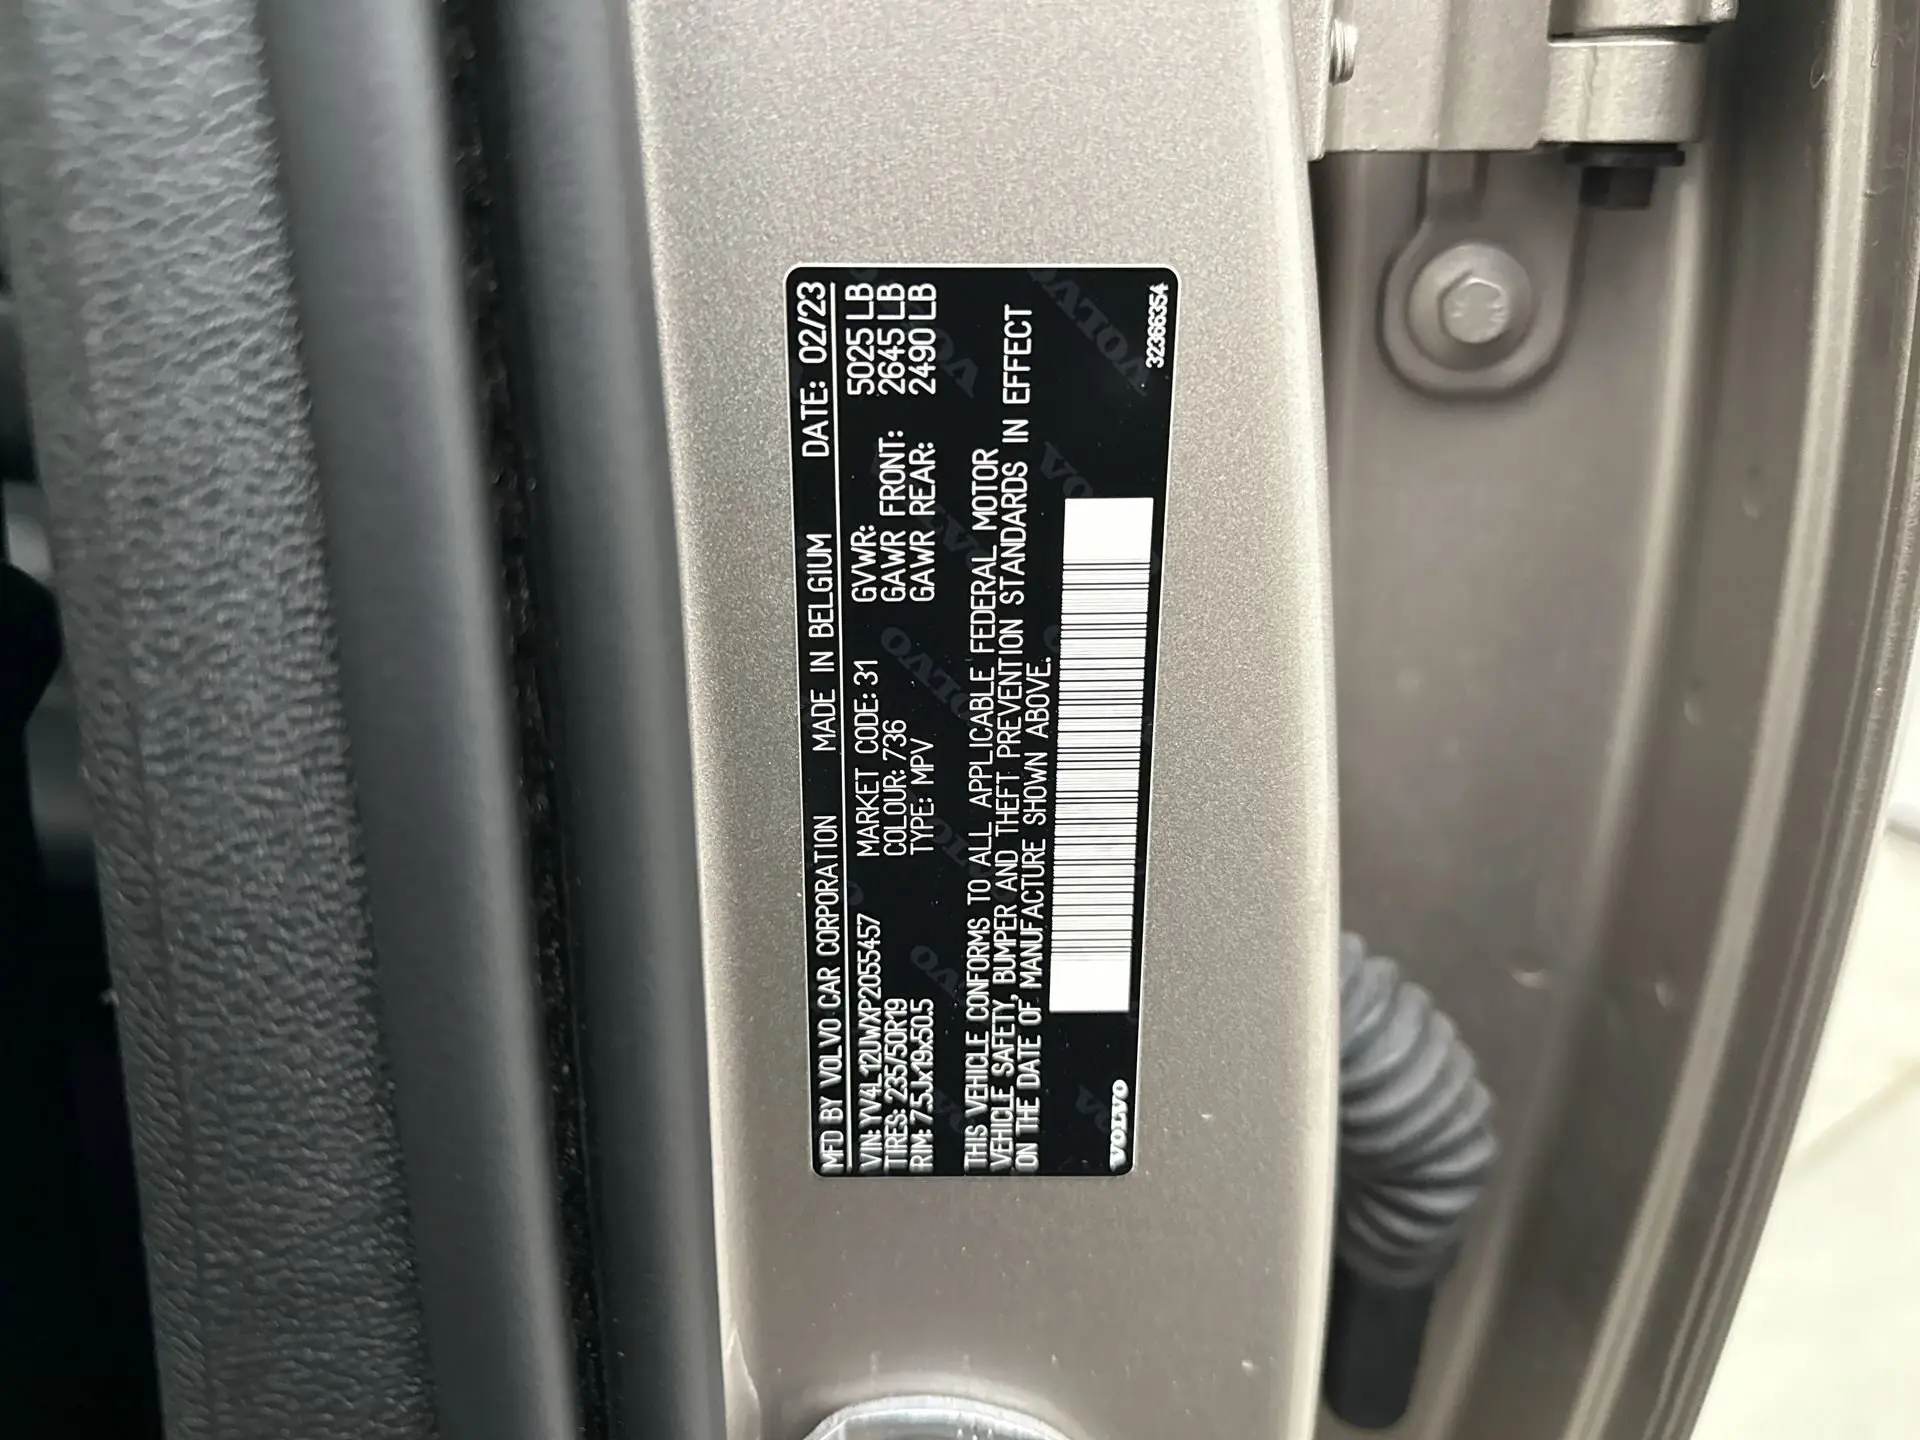 MFD BY VOLVO CAR CORPORATION MADE IN BELGIUM DATE: 02/23
VIN: YV4L12UWXP2055457 MARKET CODE: 31 GVWR: 5025 LB
TIRES: 235/50R19 COLOUR: 736 GAWR FRONT: 2645 LB
RIM: 7.5Jx19x50.5 TYPE: MPV GAWR REAR: 2490 LB
THIS VEHICLE CONFORMS TO ALL APPLICABLE FEDERAL MOTOR
VEHICLE SAFETY, BUMPER AND THEFT PREVENTION STANDARDS IN EFFECT
ON THE DATE OF MANUFACTURE SHOWN ABOVE.
VOLVO
32366354